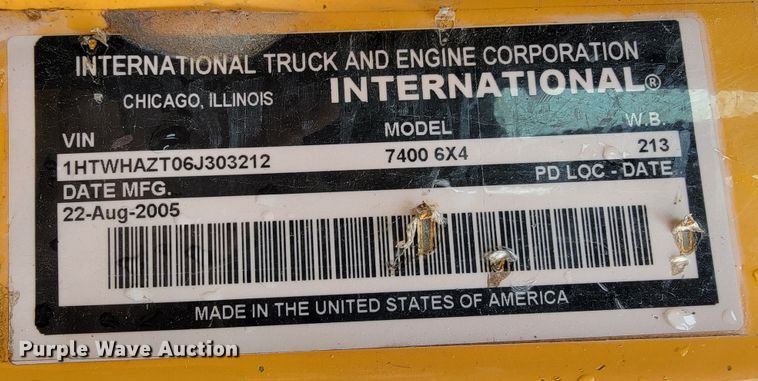 INTERNATIONAL TRUCK AND ENGINE CORPORATION
CHICAGO, ILLINOIS INTERNATIONAL®
VIN MODEL W.B.
1HTWHAZT06J303212 7400 6X4 213
DATE MFG. PD LOC - DATE
22-Aug-2005
MADE IN THE UNITED STATES OF AMERICA
Purple Wave Auction